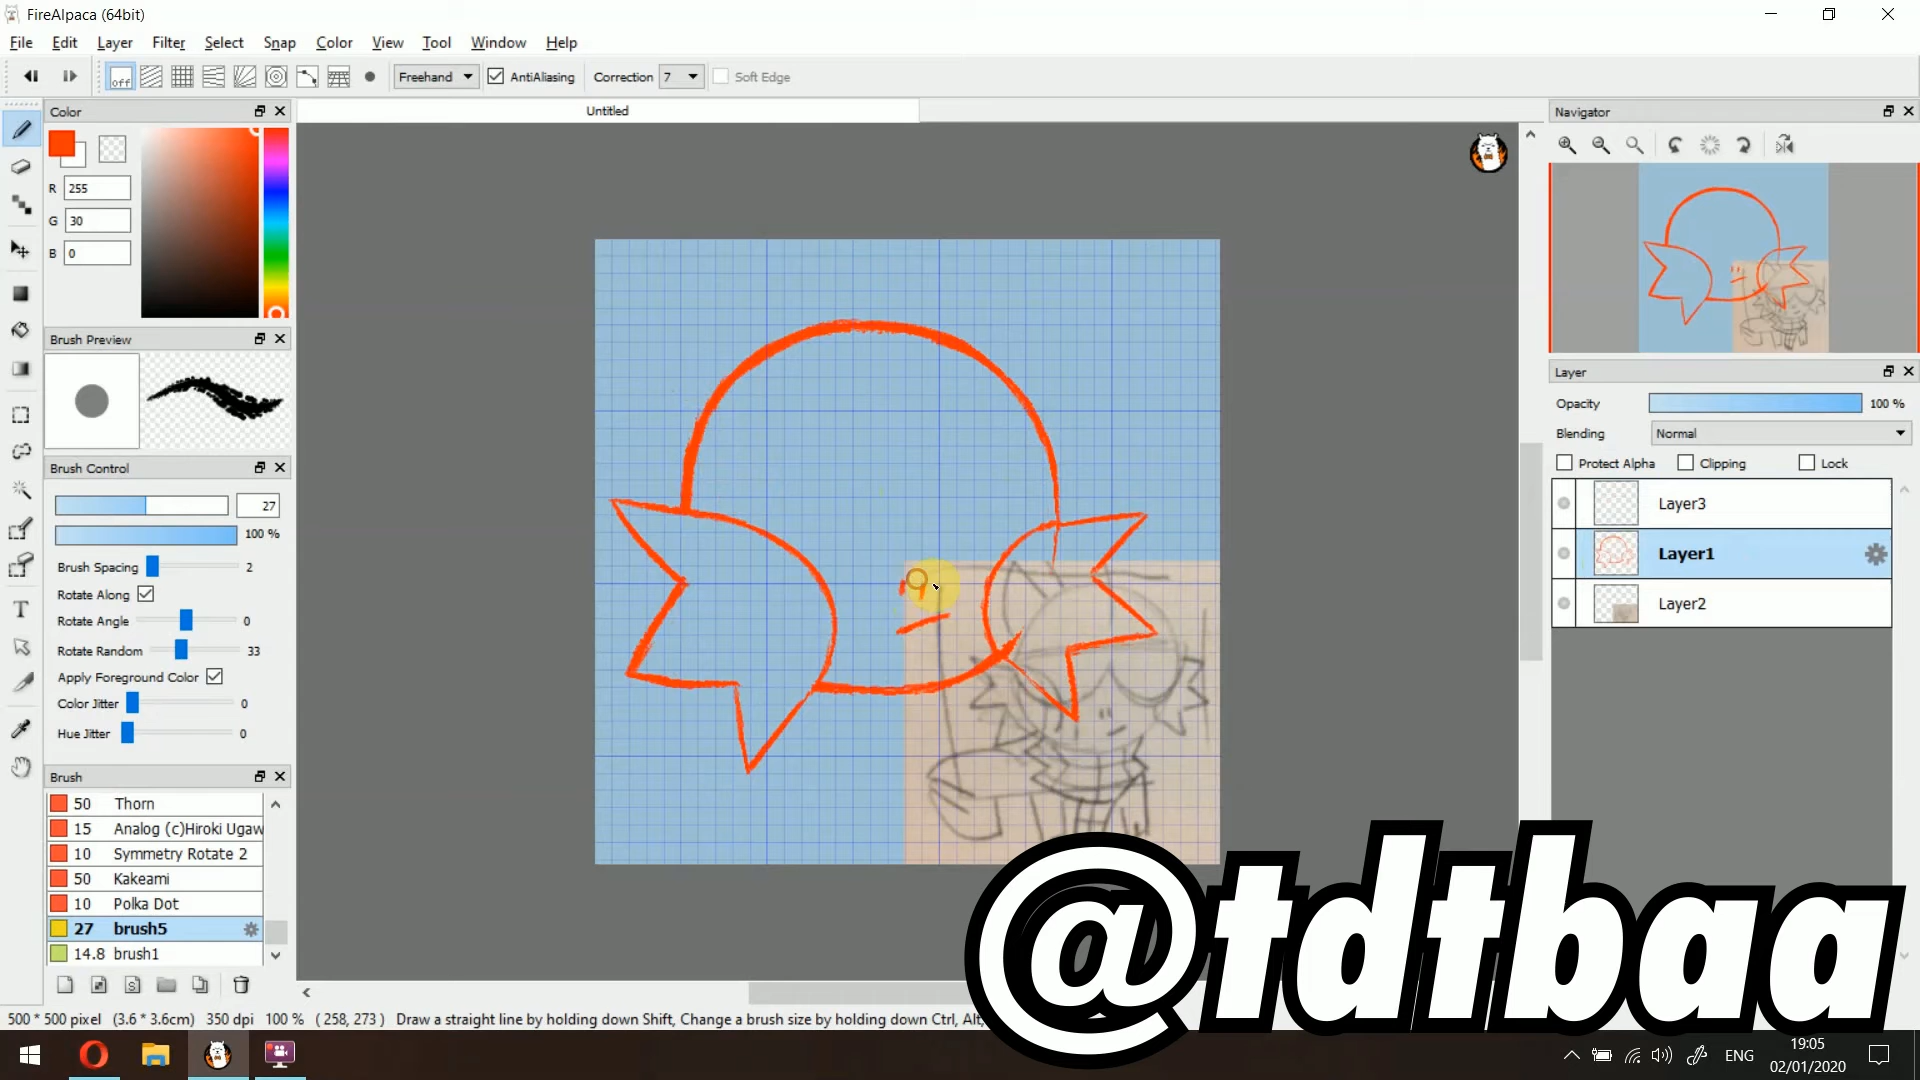 FireAlpaca (64bit)
File Edit Layer Filter Select Snap Color View Tool Window Help
off Freehand AntiAliasing Correction 7 Soft Edge
Color
Untitled
Navigator
R 255
G 30
B 0
Brush Preview
Layer
Opacity 100 %
Blending Normal
Protect Alpha Clipping Lock
Brush Control
27
100 %
Layer3
Layer1
Layer2
Brush Spacing 2
Rotate Along
Rotate Angle 0
Rotate Random 33
Apply Foreground Color
Color Jitter 0
Hue Jitter 0
Brush
50 Thorn
15 Analog (c)Hiroki Ugaw
10 Symmetry Rotate 2
50 Kakeami
10 Polka Dot
27 brush5
14.8 brush1
@tdtbaa
500 * 500 pixel (3.6 * 3.6cm) 350 dpi 100 % ( 258, 273 ) Draw a straight line by holding down Shift, Change a brush size by holding down Ctrl, Alt,
ENG
19:05
02/01/2020